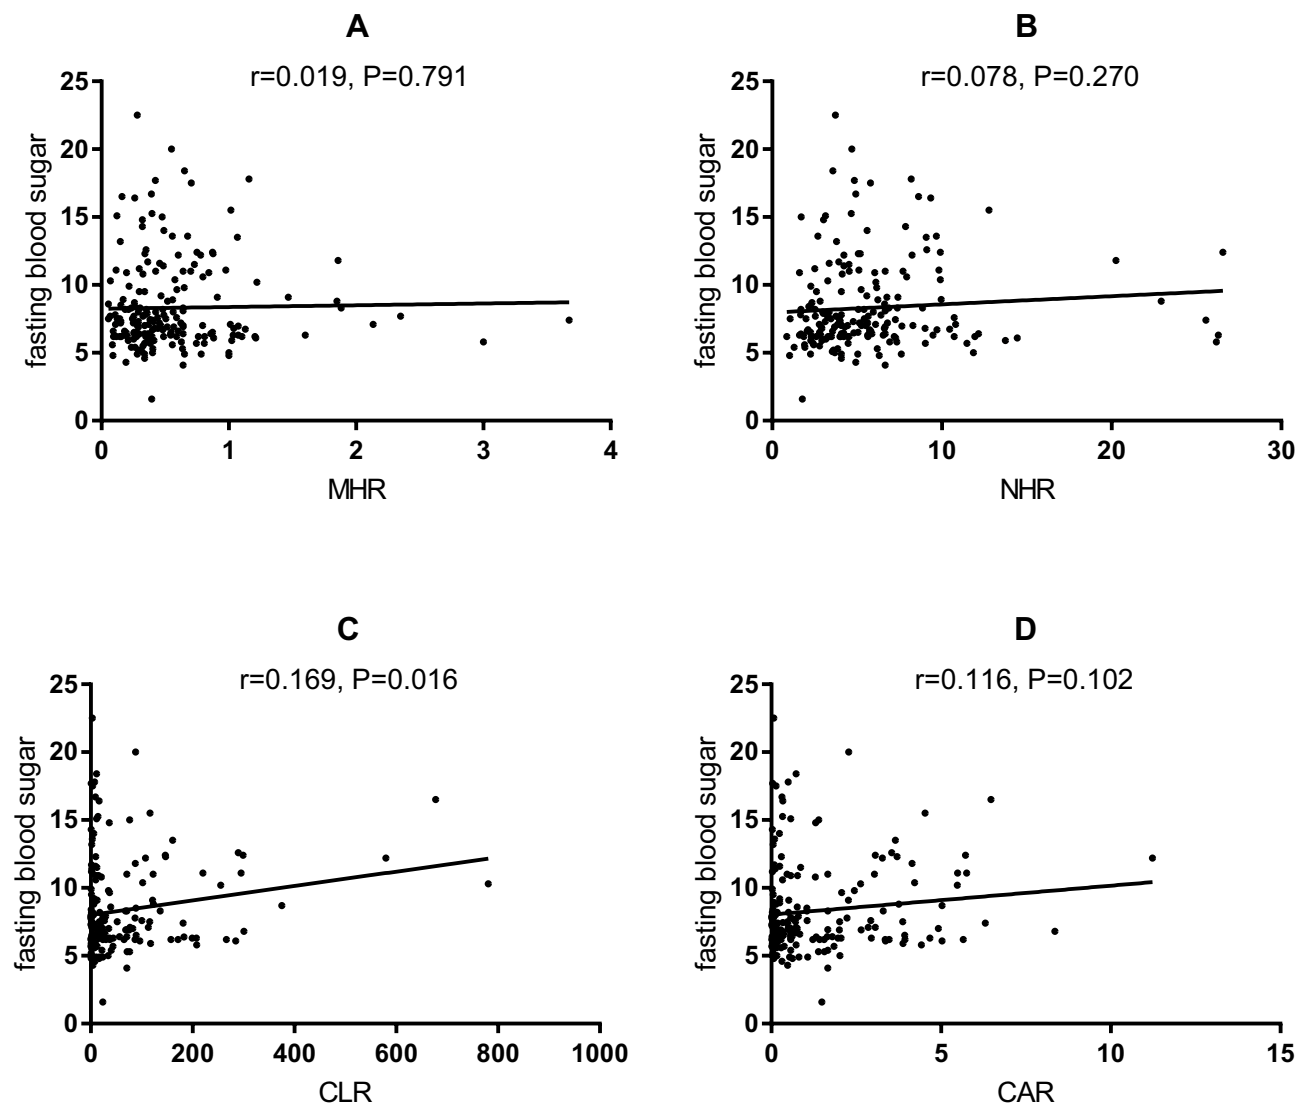 A
r=0.019, P=0.791
fasting blood sugar
25
20
15
10
5
0
0 1 2 3 4
MHR
B
r=0.078, P=0.270
fasting blood sugar
25
20
15
10
5
0
0 10 20 30
NHR
C
r=0.169, P=0.016
fasting blood sugar
25
20
15
10
5
0
0 200 400 600 800 1000
CLR
D
r=0.116, P=0.102
fasting blood sugar
25
20
15
10
5
0
0 5 10 15
CAR